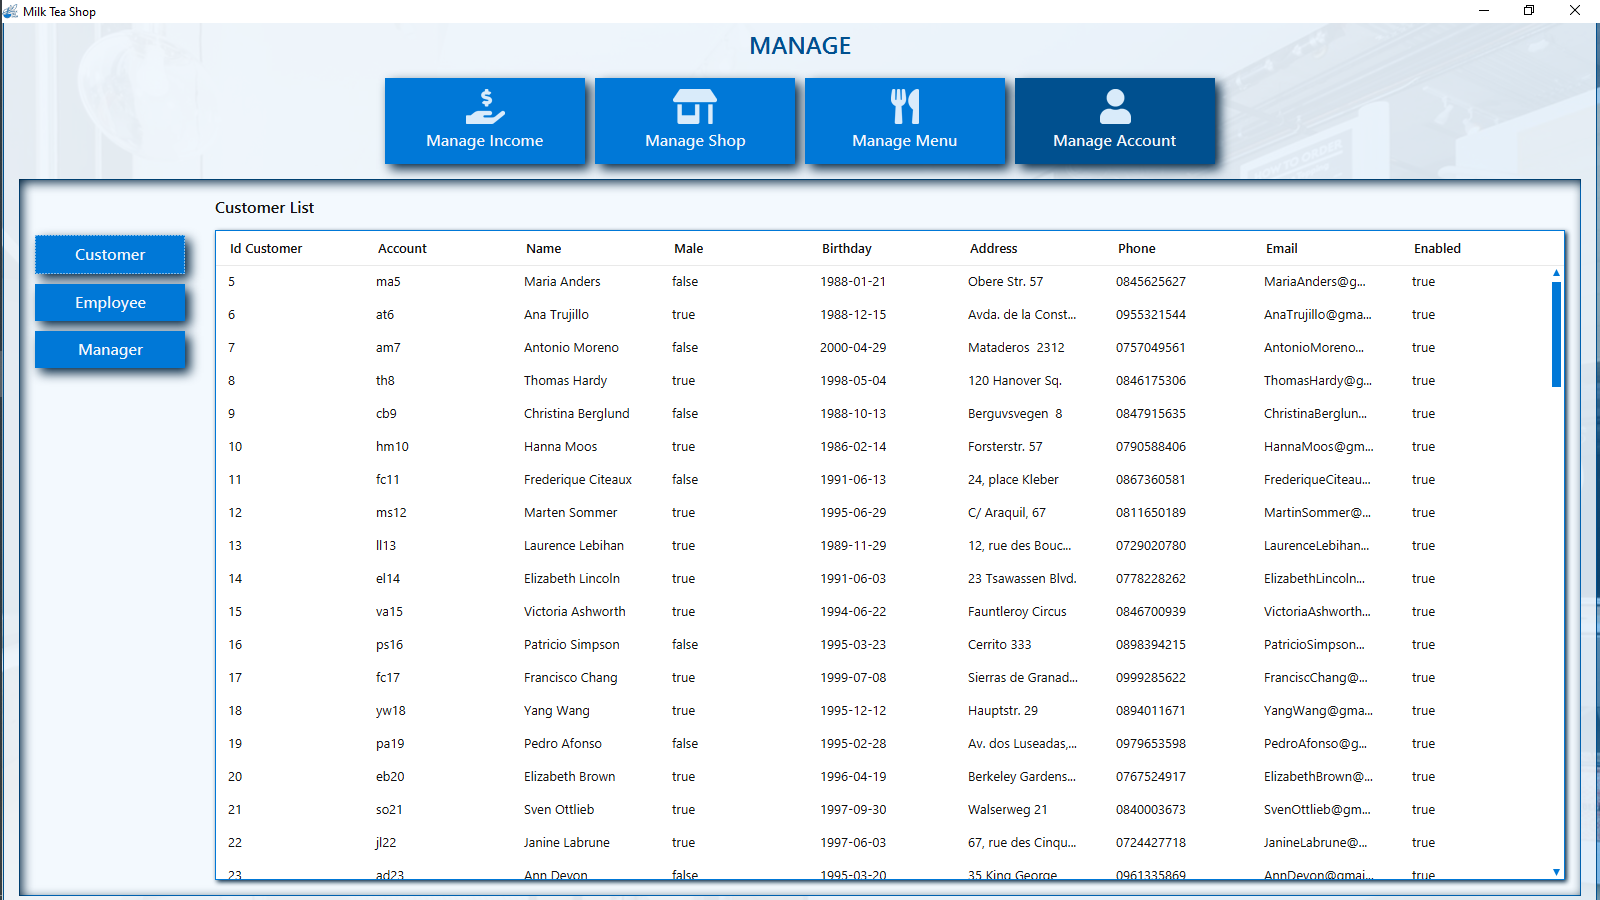 Milk Tea Shop
MANAGE
Manage Income
Manage Shop
Manage Menu
Manage Account
Customer List
Customer
Employee
Manager
Id Customer Account Name Male Birthday Address Phone Email Enabled
5 ma5 Maria Anders false 1988-01-21 Obere Str. 57 0845625627 MariaAnders@g... true
6 at6 Ana Trujillo true 1988-12-15 Avda. de la Const... 0955321544 AnaTrujillo@gma... true
7 am7 Antonio Moreno false 2000-04-29 Mataderos  2312 0757049561 AntonioMoreno... true
8 th8 Thomas Hardy true 1998-05-04 120 Hanover Sq. 0846175306 ThomasHardy@g... true
9 cb9 Christina Berglund false 1988-10-13 Berguvsvegen  8 0847915635 ChristinaBerglun... true
10 hm10 Hanna Moos true 1986-02-14 Forsterstr. 57 0790588406 HannaMoos@gm... true
11 fc11 Frederique Citeaux false 1991-06-13 24, place Kleber 0867360581 FrederiqueCiteau... true
12 ms12 Marten Sommer true 1995-06-29 C/ Araquil, 67 0811650189 MartinSommer@... true
13 ll13 Laurence Lebihan true 1989-11-29 12, rue des Bouc... 0729020780 LaurenceLebihan... true
14 el14 Elizabeth Lincoln true 1991-06-03 23 Tsawassen Blvd. 0778228262 ElizabethLincoln... true
15 va15 Victoria Ashworth true 1994-06-22 Fauntleroy Circus 0846700939 VictoriaAshworth... true
16 ps16 Patricio Simpson false 1995-03-23 Cerrito 333 0898394215 PatricioSimpson... true
17 fc17 Francisco Chang true 1999-07-08 Sierras de Granad... 0999285622 FranciscChang@... true
18 yw18 Yang Wang true 1995-12-12 Hauptstr. 29 0894011671 YangWang@gma... true
19 pa19 Pedro Afonso false 1995-02-28 Av. dos Luseadas,... 0979653598 PedroAfonso@g... true
20 eb20 Elizabeth Brown true 1996-04-19 Berkeley Gardens... 0767524917 ElizabethBrown@... true
21 so21 Sven Ottlieb true 1997-09-30 Walserweg 21 0840003673 SvenOttlieb@gm... true
22 jl22 Janine Labrune true 1997-06-03 67, rue des Cinqu... 0724427718 JanineLabrune@... true
23 ad23 Ann Devon false 1995-03-20 35 King George 0961335869 AnnDevon@gmai... true